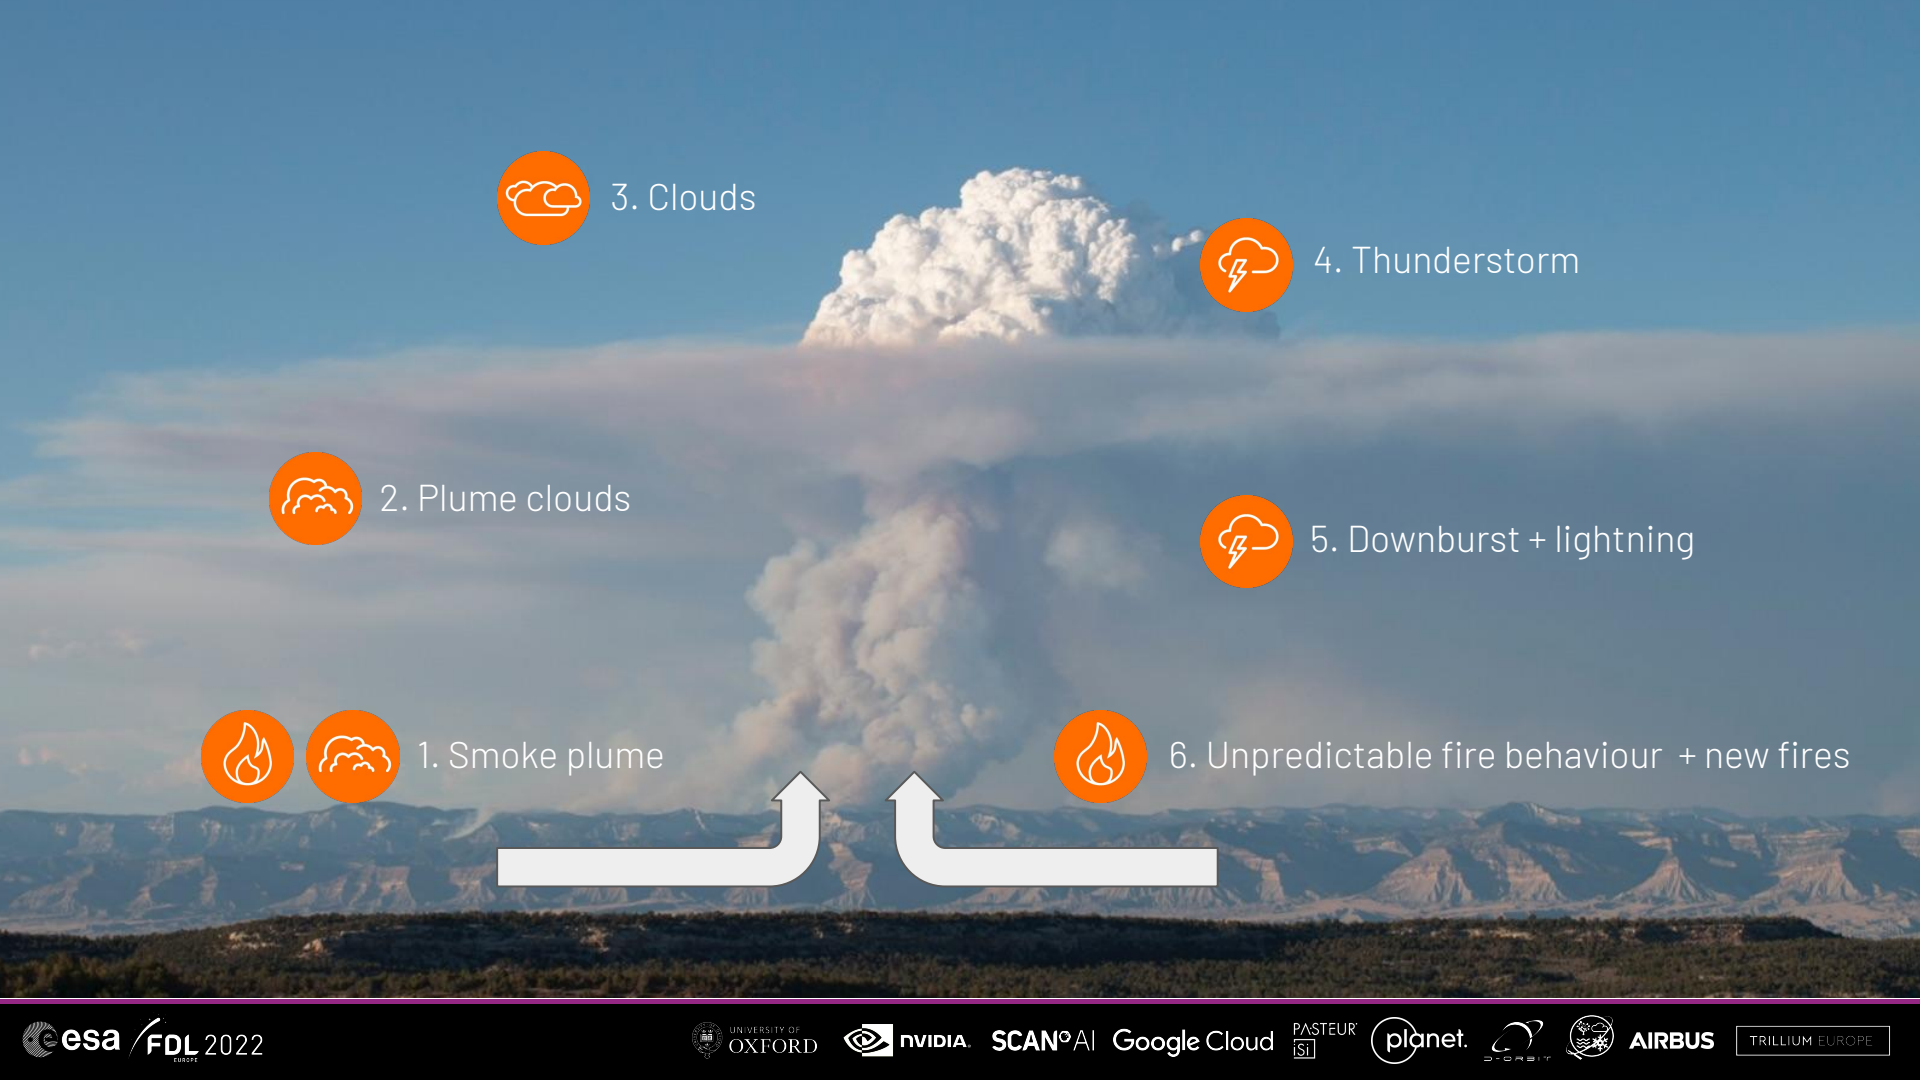 3. Clouds
4. Thunderstorm
2. Plume clouds
5. Downburst + lightning
1. Smoke plume
6. Unpredictable fire behaviour + new fires
esa
FDL 2022
EUROPE
UNIVERSITY OF
OXFORD
NVIDIA.
SCAN AI
Google Cloud
PASTEUR
iSi
planet.
D-ORBIT
AIRBUS
TRILLIUM EUROPE